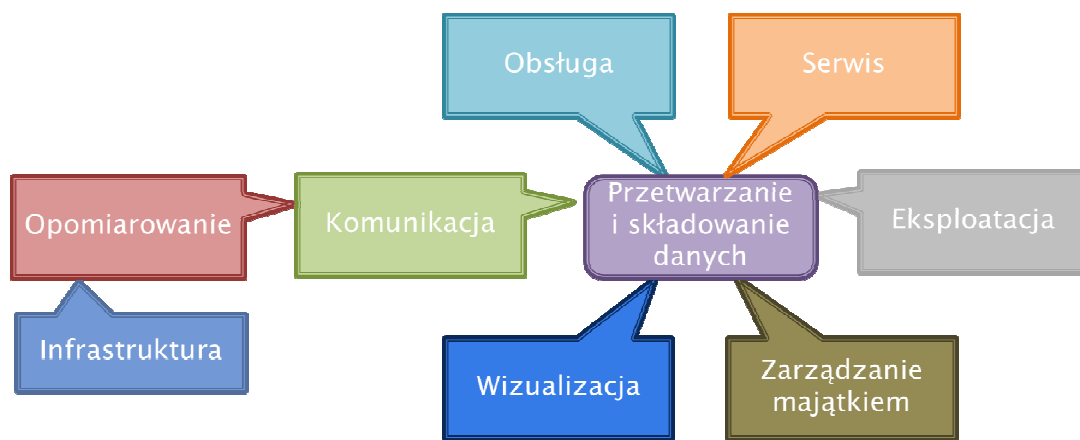 Obsługa
Serwis
Opomiarowanie
Komunikacja
Przetwarzanie
i składowanie
danych
Eksploatacja
Infrastruktura
Wizualizacja
Zarządzanie
majątkiem